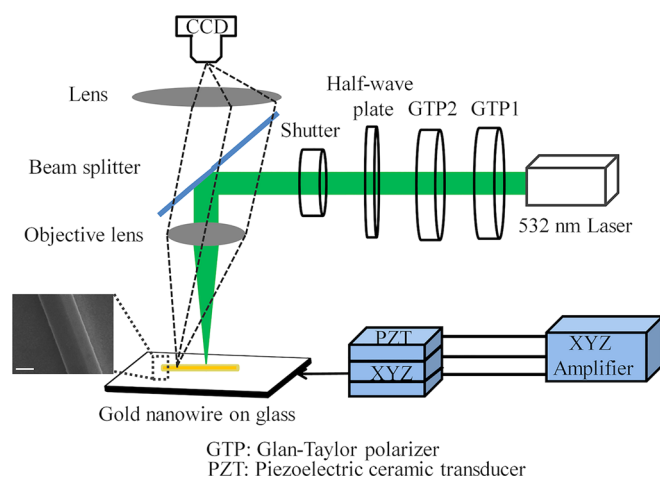 CCD
Lens
Half-wave
plate
GTP2
GTP1
Shutter
Beam splitter
532 nm Laser
Objective lens
PZT
XYZ
XYZ
Amplifier
Gold nanowire on glass
GTP: Glan-Taylor polarizer
PZT: Piezoelectric ceramic transducer